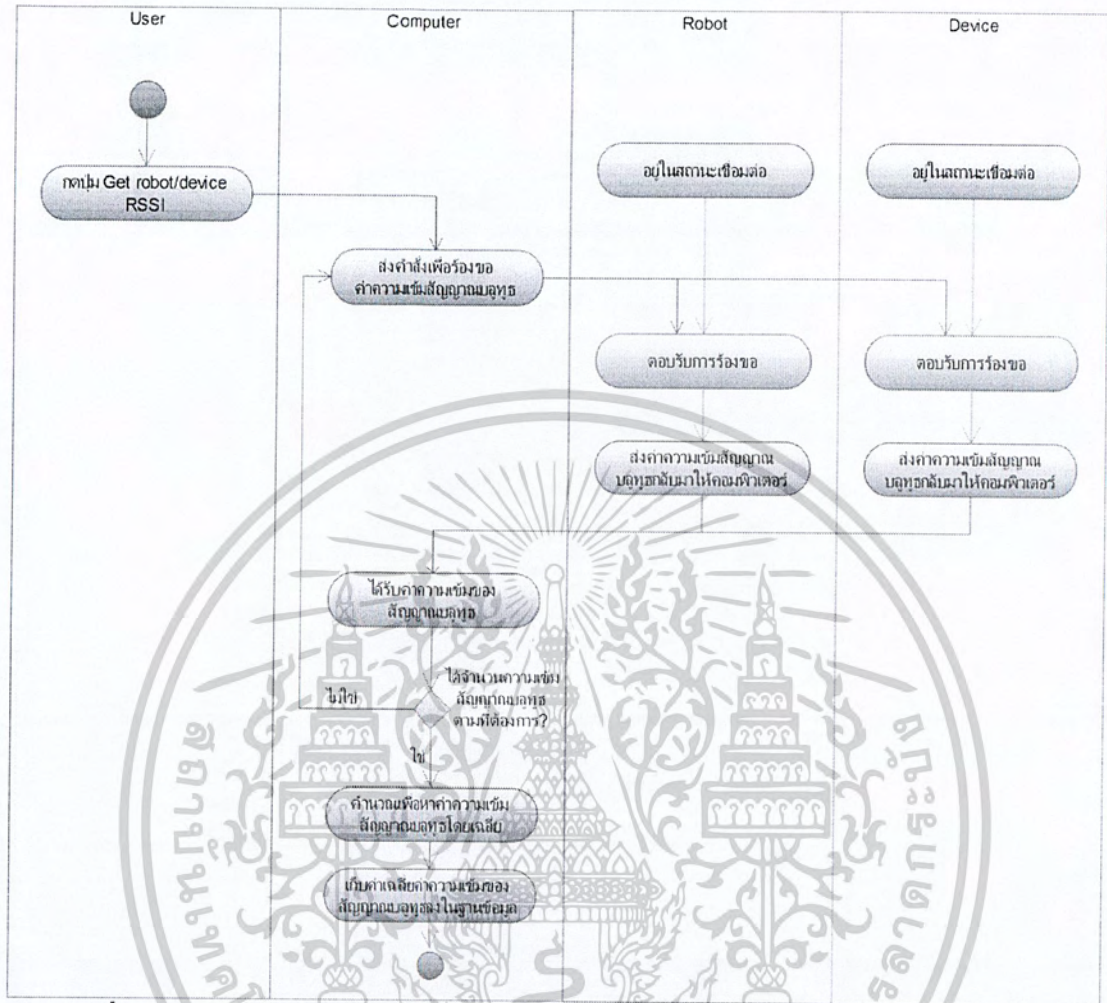 User
Computer
Robot
Device
กดปุ่ม Get robot/device
RSSI
อยู่ในสถานะเชื่อมต่อ
อยู่ในสถานะเชื่อมต่อ
ส่งคำสั่งเพื่อร้องขอ
ค่าความเข้มสัญญาณบลูทูธ
ตอบรับการร้องขอ
ตอบรับการร้องขอ
ส่งค่าความเข้มสัญญาณ
บลูทูธกลับมาให้คอมพิวเตอร์
ส่งค่าความเข้มสัญญาณ
บลูทูธกลับมาให้คอมพิวเตอร์
ได้รับค่าความเข้มของ
สัญญาณบลูทูธ
ได้จำนวนความเข้ม
สัญญาณบลูทูธ
ตามที่ต้องการ?
ไม่ใช่
ใช่
คำนวณเพื่อหาค่าความเข้ม
สัญญาณบลูทูธโดยเฉลี่ย
เก็บค่าเฉลี่ยค่าความเข้มของ
สัญญาณบลูทูธลงในฐานข้อมูล